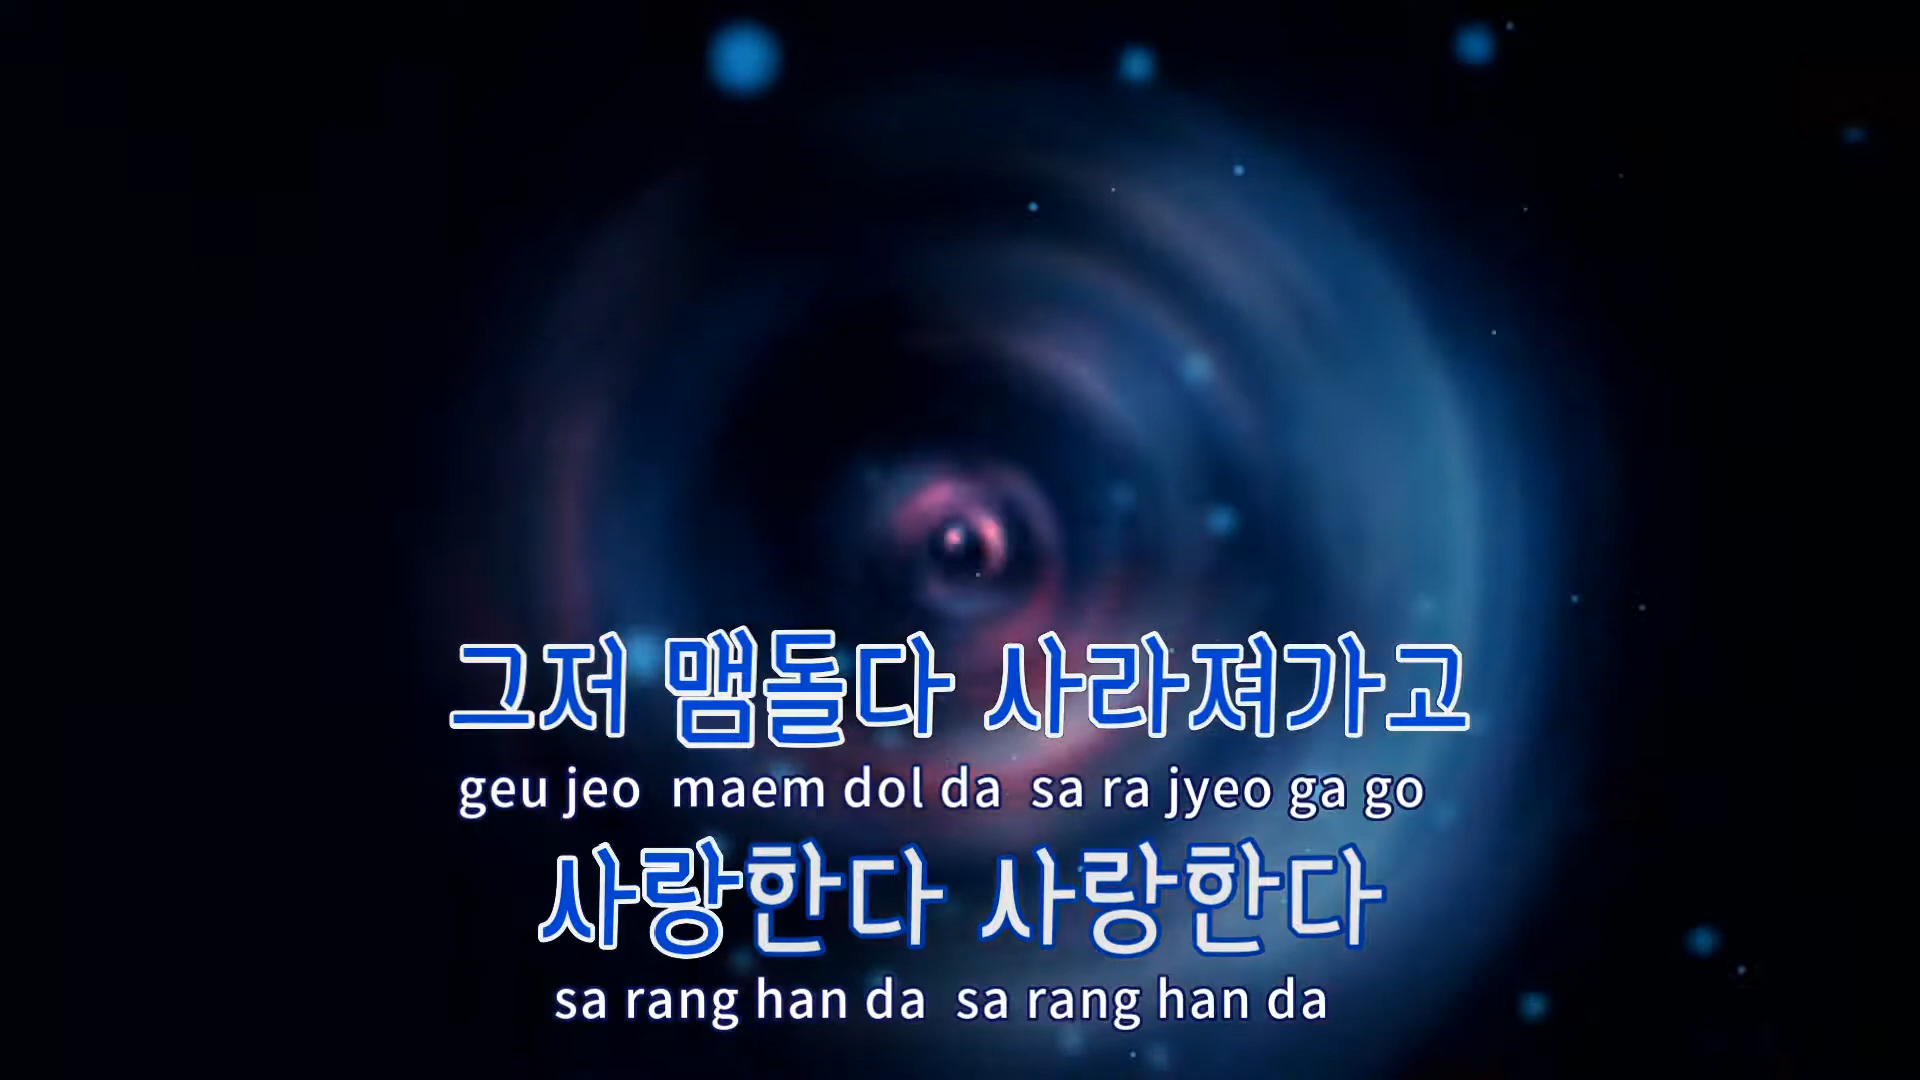 그저 맴돌다 사라져가고
geu jeo maem dol da sa ra jyeo ga go
사랑한다 사랑한다
sa rang han da sa rang han da